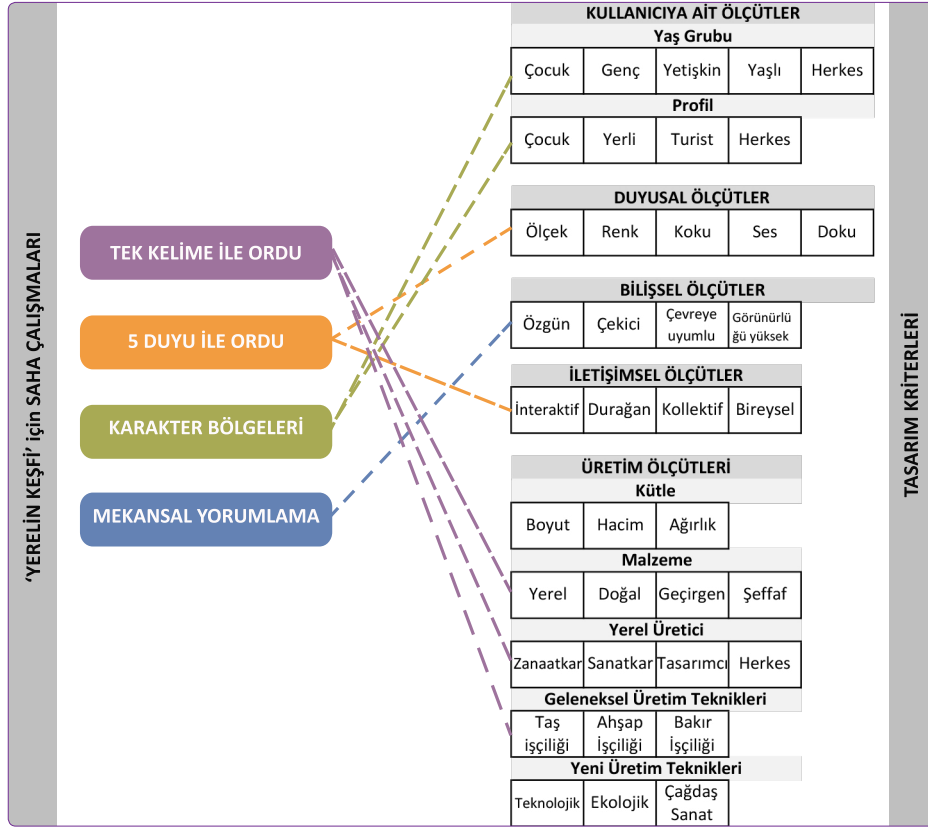 'YERELİN KEŞFİ' için SAHA ÇALIŞMALARI
TEK KELİME İLE ORDU
5 DUYU İLE ORDU
KARAKTER BÖLGELERİ
MEKANSAL YORUMLAMA
KULLANICIYA AİT ÖLÇÜTLER
Yaş Grubu
Çocuk Genç Yetişkin Yaşlı Herkes
Profil
Çocuk Yerli Turist Herkes
DUYUSAL ÖLÇÜTLER
Ölçek Renk Koku Ses Doku
BİLİŞSEL ÖLÇÜTLER
Özgün Çekici Çevreye uyumlu Görünürlü ğü yüksek
İLETİŞİMSEL ÖLÇÜTLER
İnteraktif Durağan Kollektif Bireysel
ÜRETİM ÖLÇÜTLERİ
Kütle
Boyut Hacim Ağırlık
Malzeme
Yerel Doğal Geçirgen Şeffaf
Yerel Üretici
Zanaatkar Sanatkar Tasarımcı Herkes
Geleneksel Üretim Teknikleri
Taş işçiliği Ahşap İşçiliği Bakır İşçiliği
Yeni Üretim Teknikleri
Teknolojik Ekolojik Çağdaş Sanat
TASARIM KRİTERLERİ